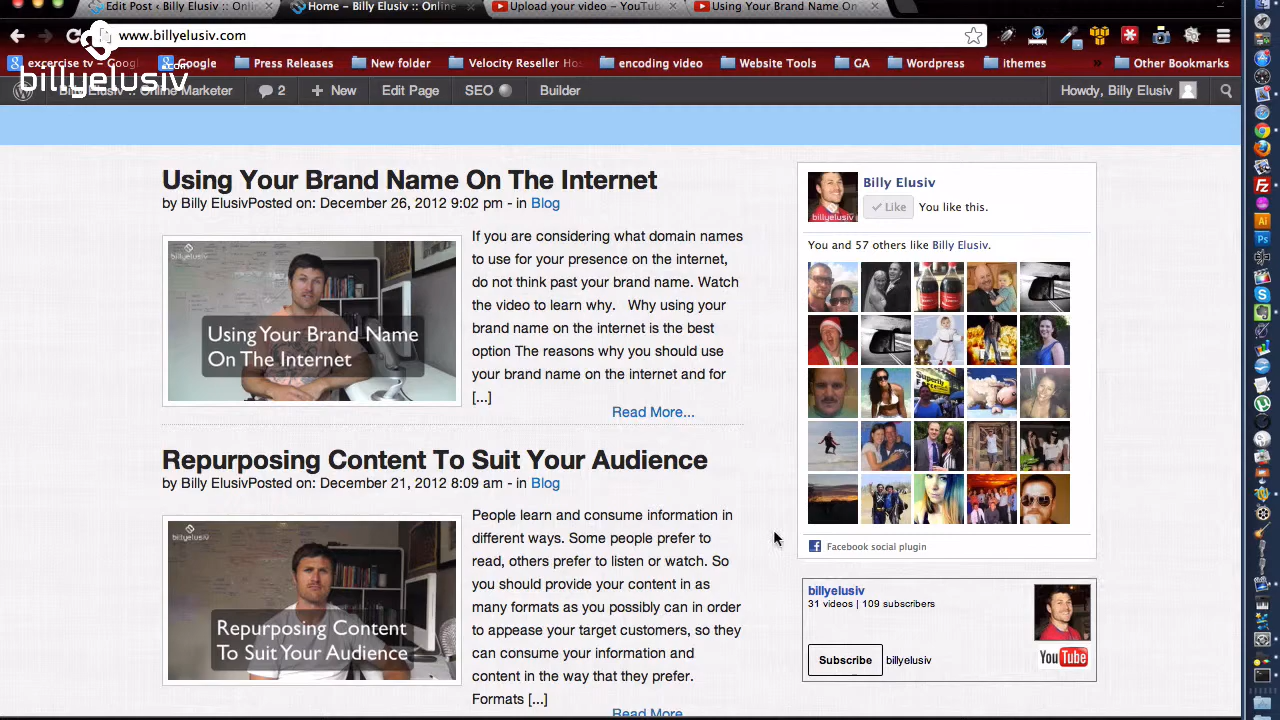 Edit Post ‹ Billy Elusiv :: Online
Home – Billy Elusiv :: Online
Upload your video – YouTub
Using Your Brand Name On
www.billyelusiv.com
excercise tv – Goog
Google
Press Releases
New folder
Velocity Reseller Hos
encoding video
Website Tools
GA
Wordpress
ithemes
»
Other Bookmarks
billyelusiv
.com
Billy Elusiv :: Online Marketer
2
+ New
Edit Page
SEO
Builder
Howdy, Billy Elusiv
Using Your Brand Name On The Internet
by Billy ElusivPosted on: December 26, 2012 9:02 pm - in Blog
billyelusiv
Using Your Brand Name
On The Internet
If you are considering what domain names
to use for your presence on the internet,
do not think past your brand name. Watch
the video to learn why. Why using your
brand name on the internet is the best
option The reasons why you should use
your brand name on the internet and for
[...]
Read More...
Repurposing Content To Suit Your Audience
by Billy ElusivPosted on: December 21, 2012 8:09 am - in Blog
billyelusiv
Repurposing Content
To Suit Your Audience
People learn and consume information in
different ways. Some people prefer to
read, others prefer to listen or watch. So
you should provide your content in as
many formats as you possibly can in order
to appease your target customers, so they
can consume your information and
content in the way that they prefer.
Formats [...]
Read More
Billy Elusiv
billyelusiv
Like
You like this.
You and 57 others like Billy Elusiv.
Facebook social plugin
billyelusiv
31 videos | 109 subscribers
Subscribe
billyelusiv
YouTube